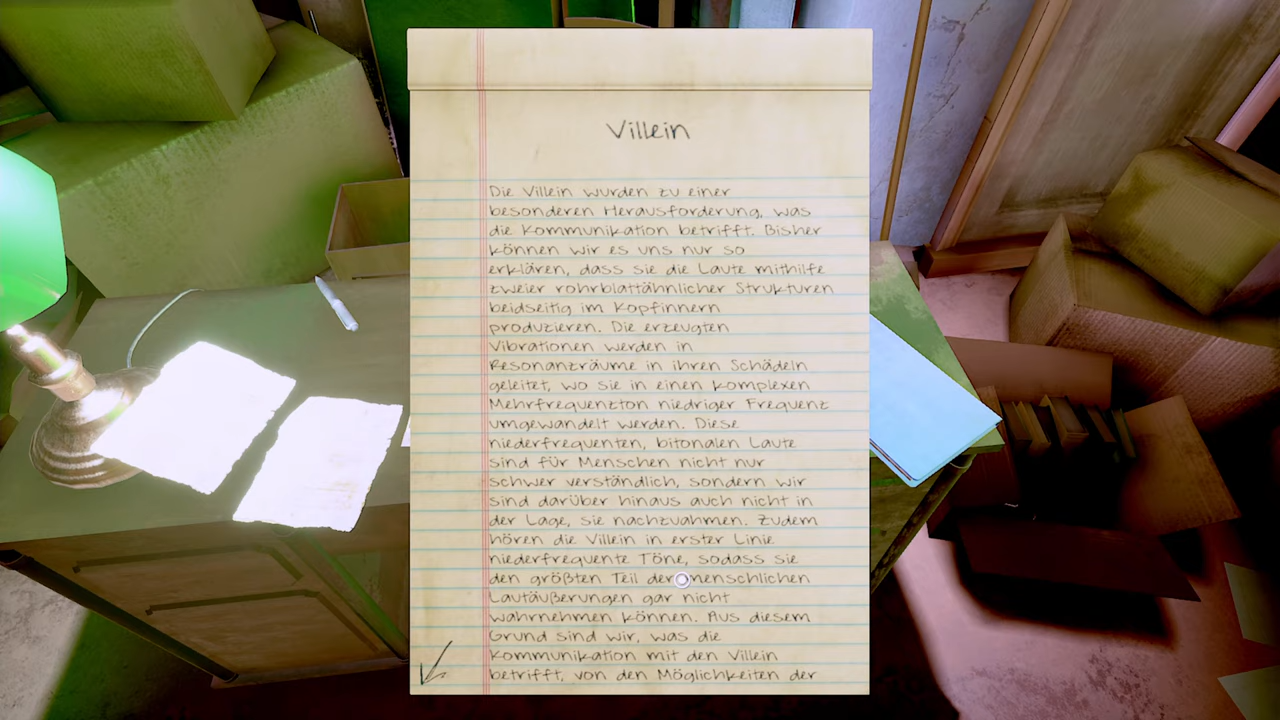 Villein
Die Villein wurden zu einer
besonderen Herausforderung, was
die Kommunikation betrifft. Bisher
können wir es uns nur so
erklären, dass sie die Laute mithilfe
zweier rohrblattähnlicher Strukturen
beidseitig im Kopfinnern
produzieren. Die erzeugten
Vibrationen werden in
Resonanzräume in ihren Schädeln
geleitet, wo sie in einen komplexen
Mehrfrequenzton niedriger Frequenz
umgewandelt werden. Diese
niederfrequenten, bitonalen Laute
sind für Menschen nicht nur
schwer verständlich, sondern wir
sind darüber hinaus auch nicht in
der Lage, sie nachzuahmen. Zudem
hören die Villein in erster Linie
niederfrequente Töne, sodass sie
den größten Teil der menschlichen
Lautäußerungen gar nicht
wahrnehmen können. Aus diesem
Grund sind wir, was die
Kommunikation mit den Villein
betrifft, von den Möglichkeiten der